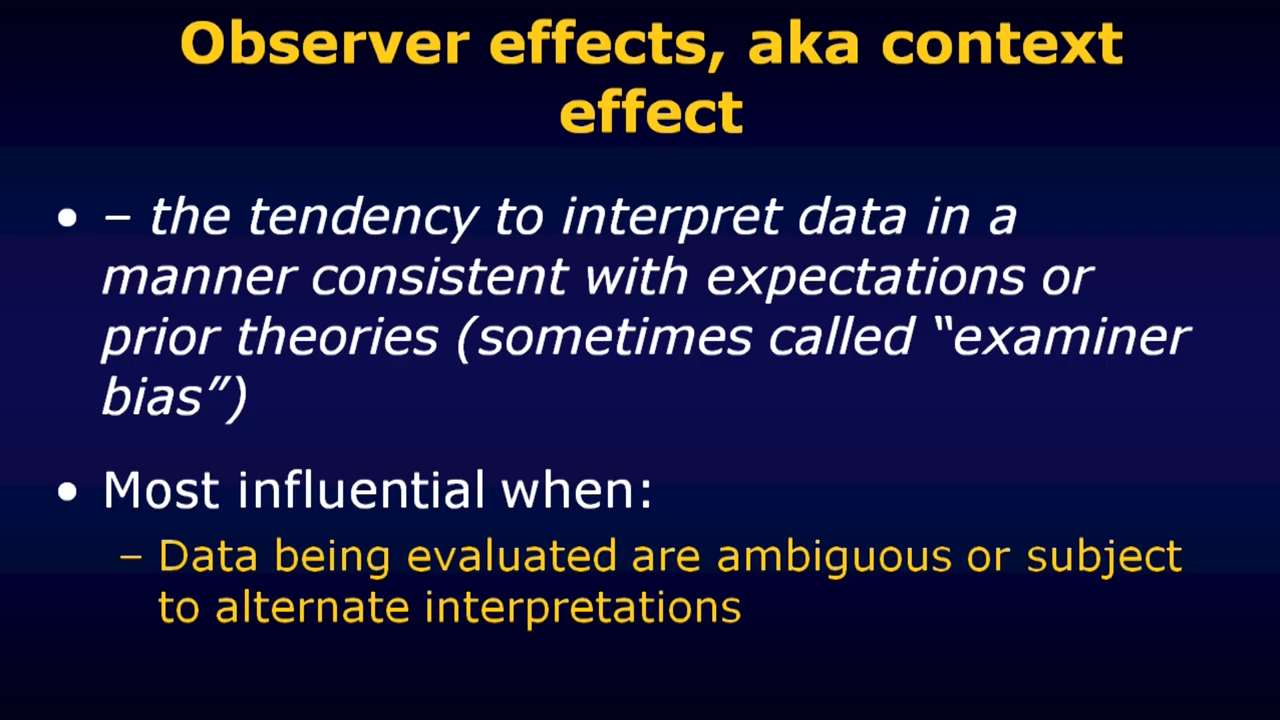 Observer effects, aka context
effect
• – the tendency to interpret data in a
manner consistent with expectations or
prior theories (sometimes called “examiner
bias”)
• Most influential when:
– Data being evaluated are ambiguous or subject
to alternate interpretations